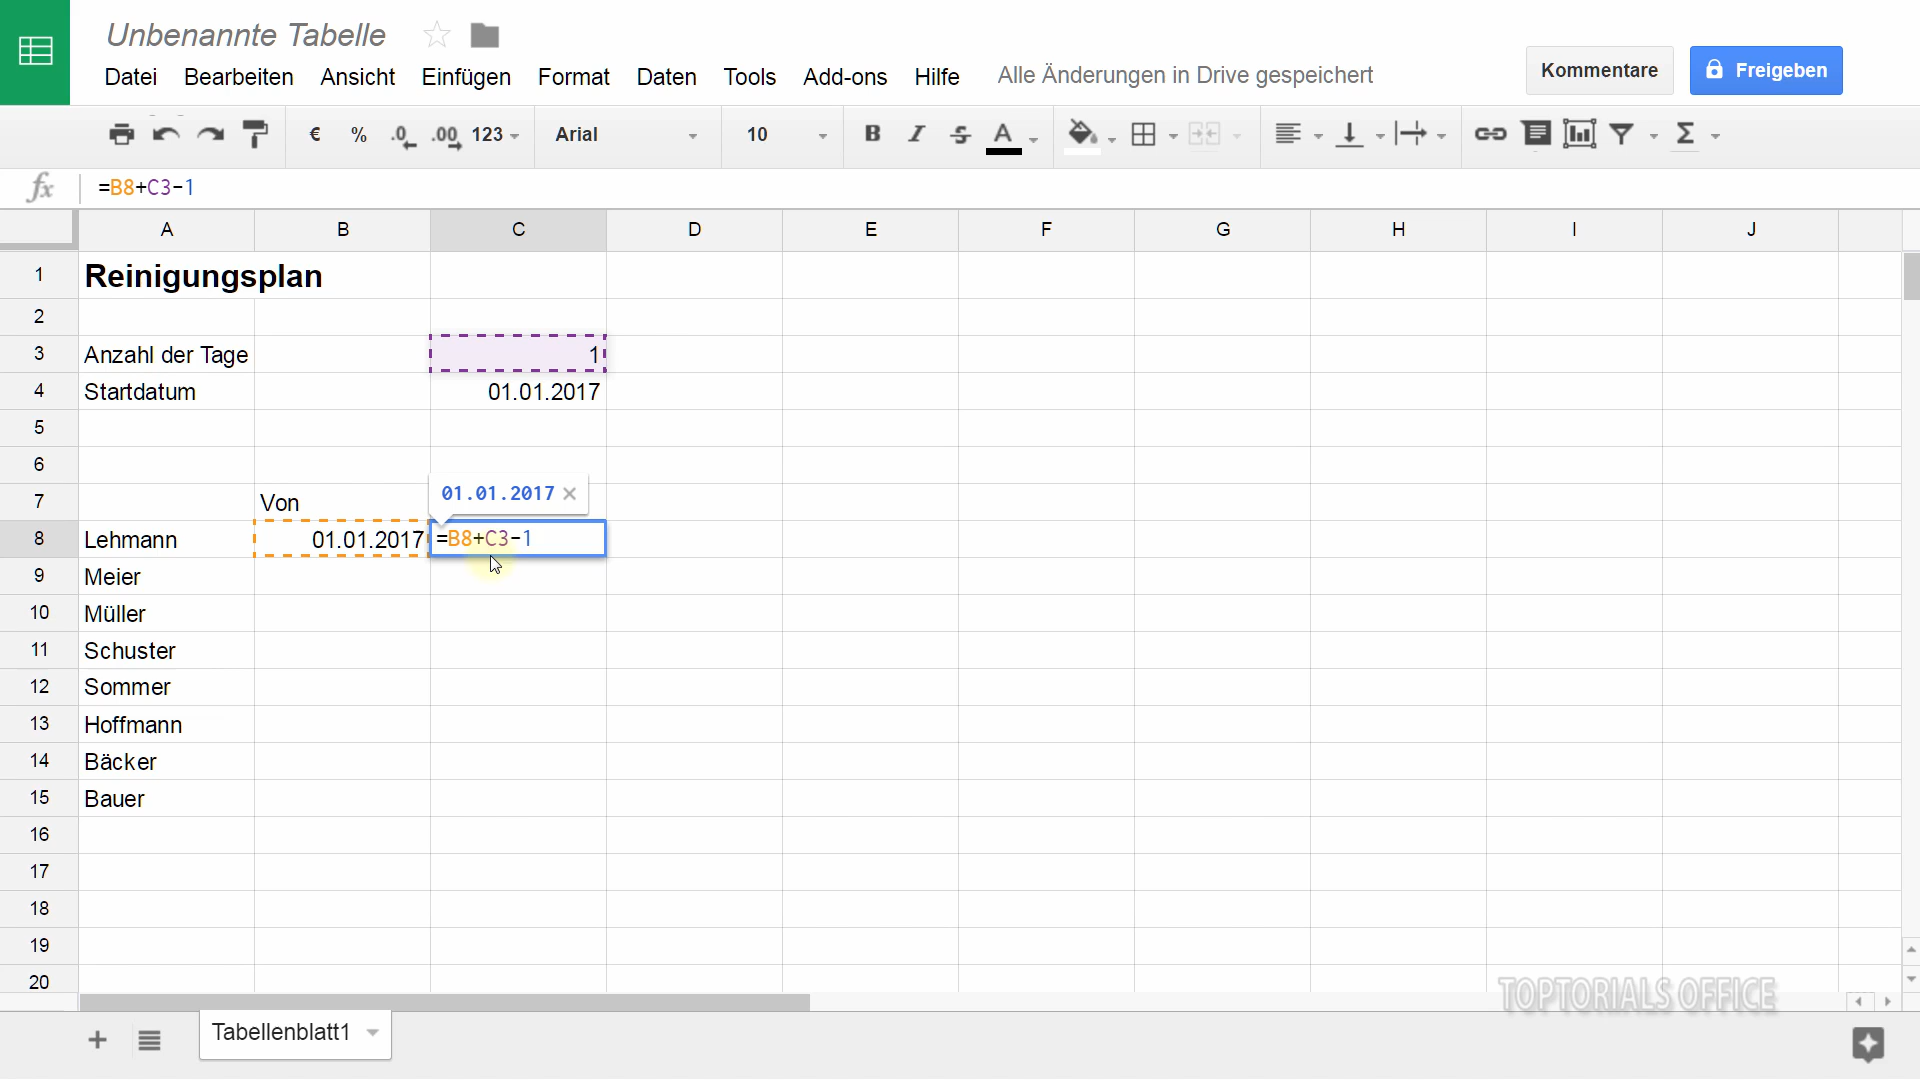 Unbenannte Tabelle
Datei Bearbeiten Ansicht Einfügen Format Daten Tools Add-ons Hilfe Alle Änderungen in Drive gespeichert
Kommentare Freigeben
€ % .0 .00 123 Arial 10 B I S A Σ
fx =B8+C3-1
A B C D E F G H I J
1 Reinigungsplan
2
3 Anzahl der Tage 1
4 Startdatum 01.01.2017
5
6
01.01.2017 ×
7 Von
8 Lehmann 01.01.2017 =B8+C3-1
9 Meier
10 Müller
11 Schuster
12 Sommer
13 Hoffmann
14 Bäcker
15 Bauer
16
17
18
19
20
TOPTORIALS OFFICE
+ Tabellenblatt1